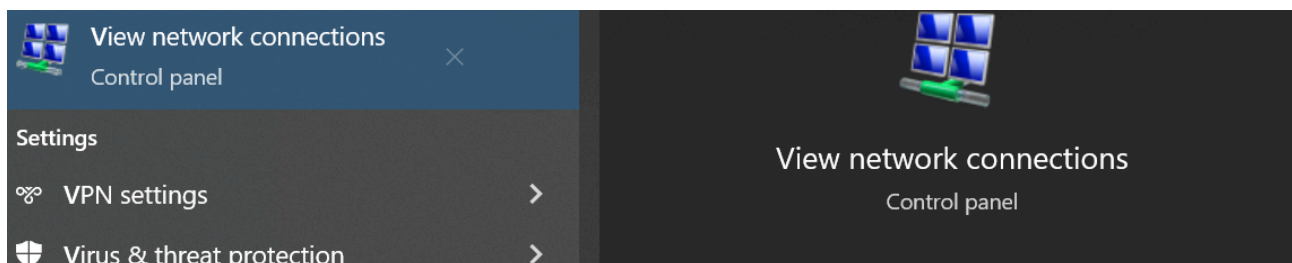 View network connections
Control panel
Settings
VPN settings
Virus & threat protection
View network connections
Control panel